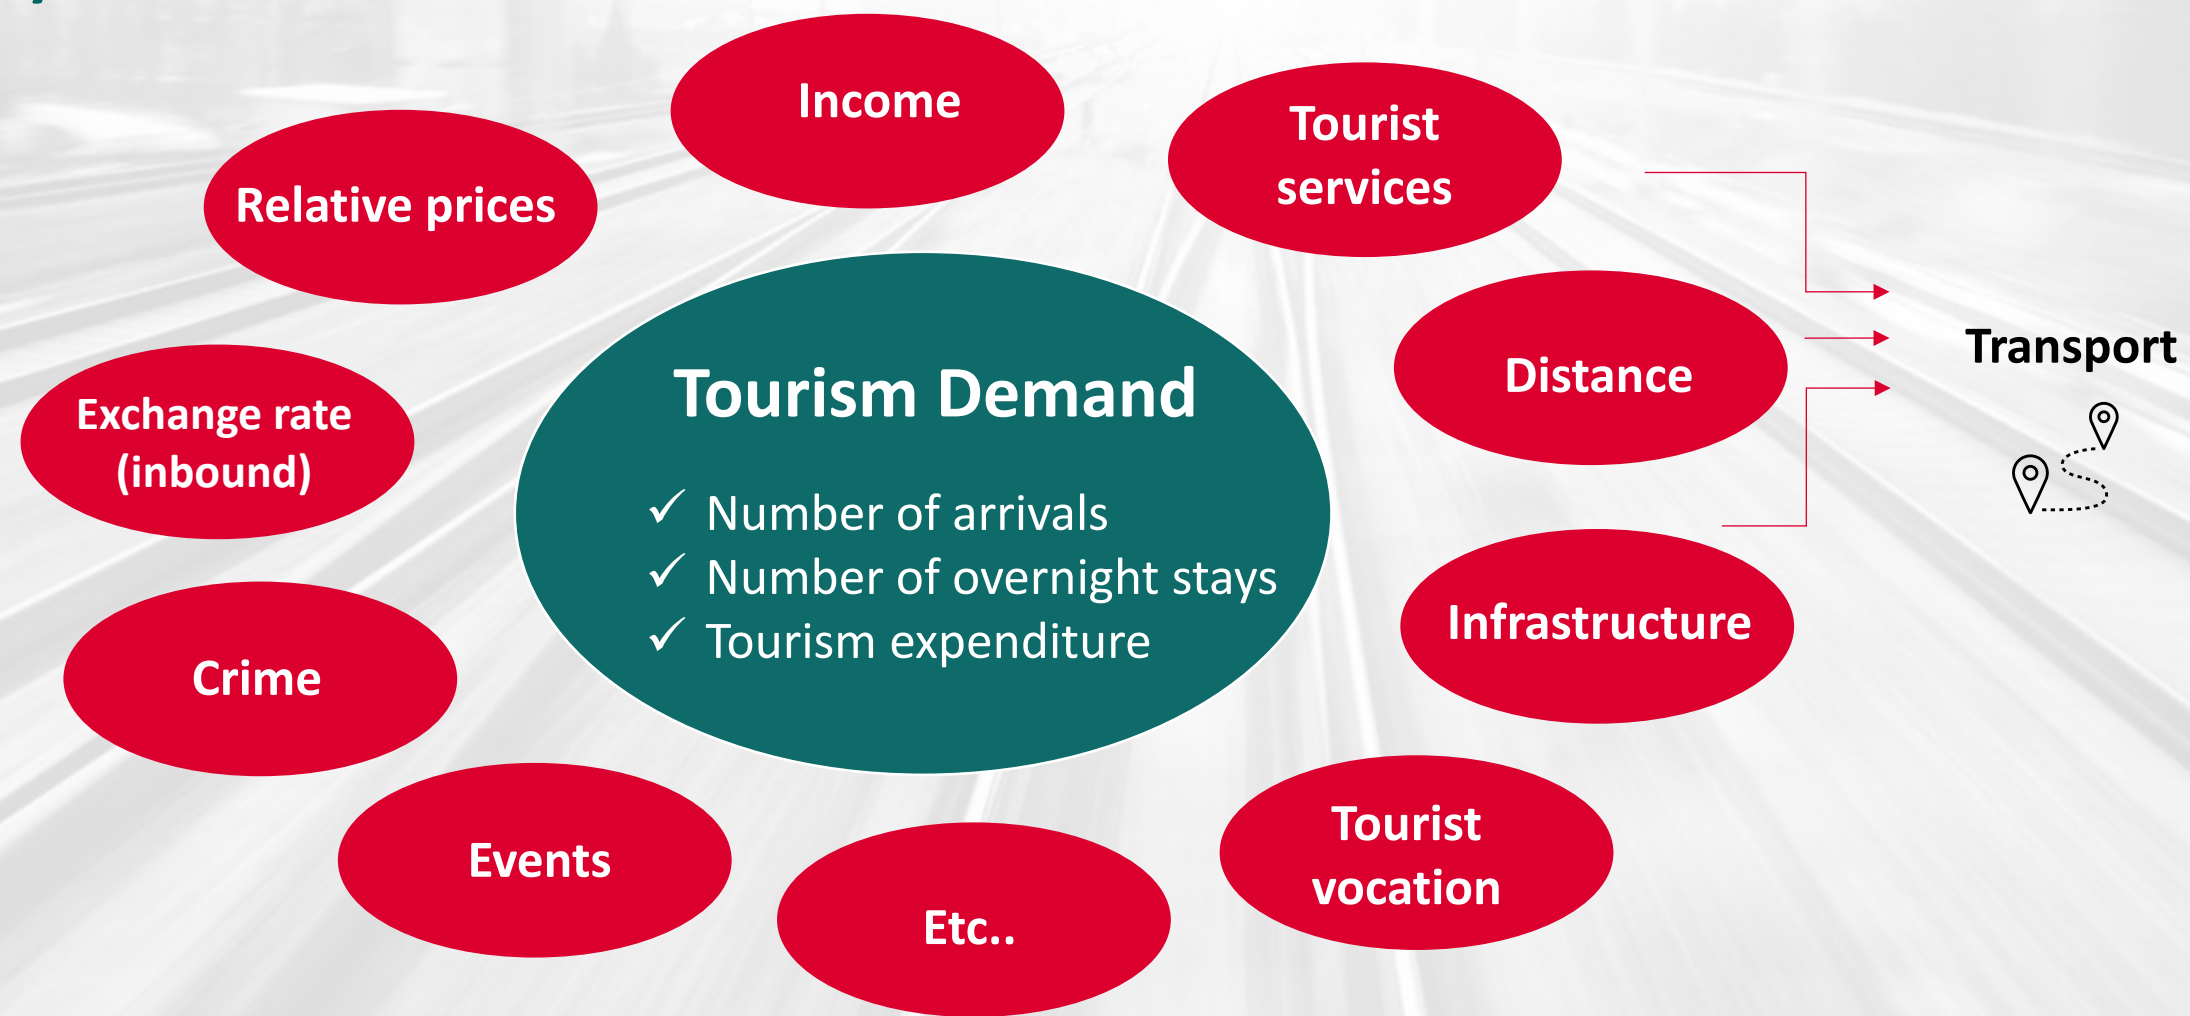 Income
Tourist
services
Relative prices
Distance
Transport
Tourism Demand
✓ Number of arrivals
✓ Number of overnight stays
✓ Tourism expenditure
Exchange rate
(inbound)
Infrastructure
Crime
Tourist
vocation
Events
Etc..